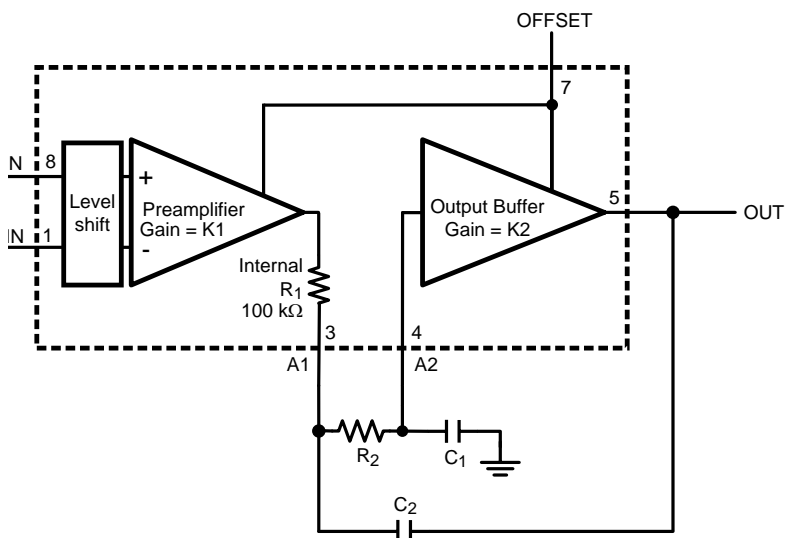 OFFSET
7
N 8
Level
shift
+
-
Preamplifier
Gain = K1
Output Buffer
Gain = K2
5
OUT
IN 1
Internal
R1
100 kΩ
3
4
A1
A2
R2
C1
C2